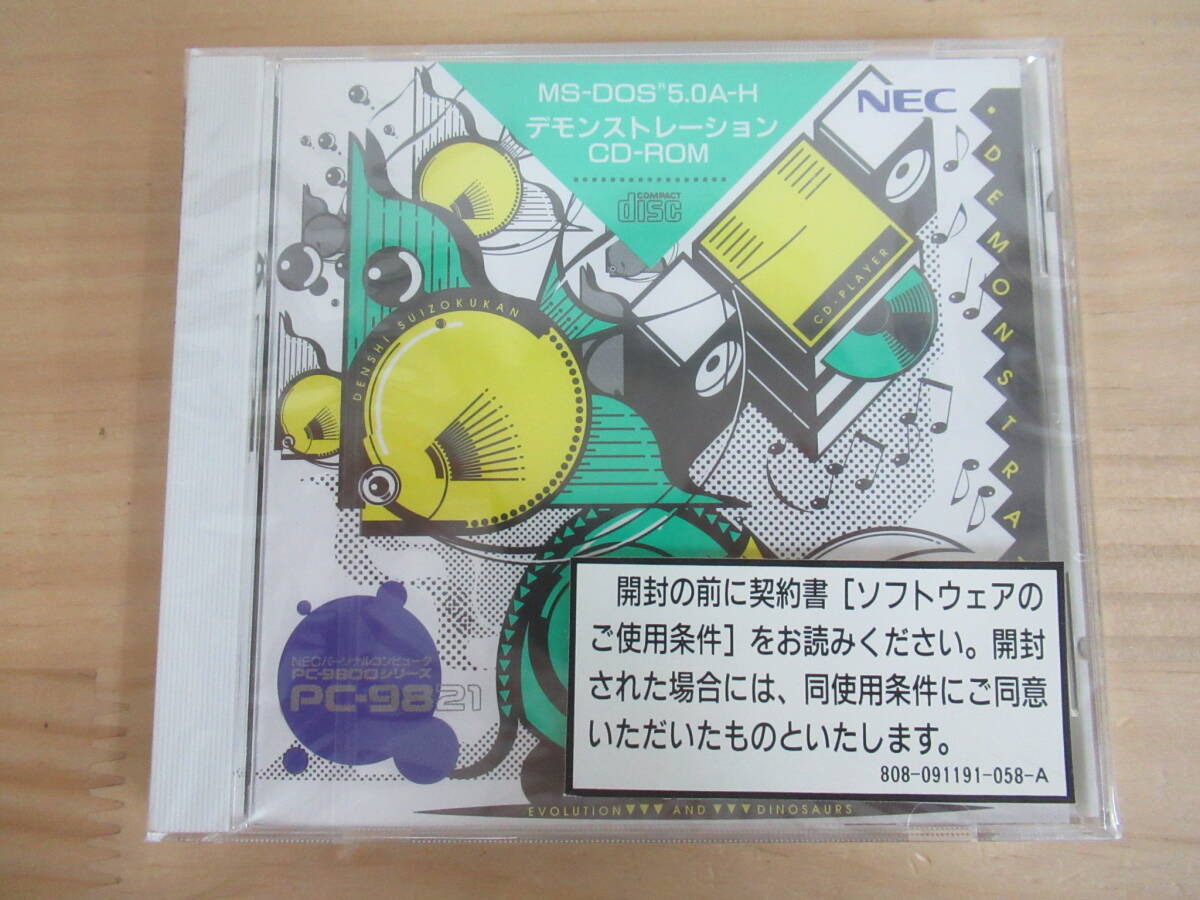 MS-DOS® 5.0A-H
デモンストレーション
CD-ROM
COMPACT
disc
NEC
•DEMONSTRA
DENSHI SUIZOKUKAN
CD-PLAYER
NECパーソナルコンピュータ
PC-9800シリーズ
PC-9821
開封の前に契約書[ソフトウェアの
ご使用条件]をお読みください。開封
された場合には、同使用条件にご同意
いただいたものといたします。
808-091191-058-A
EVOLUTION▼▼▼AND▼▼▼DINOSAURS